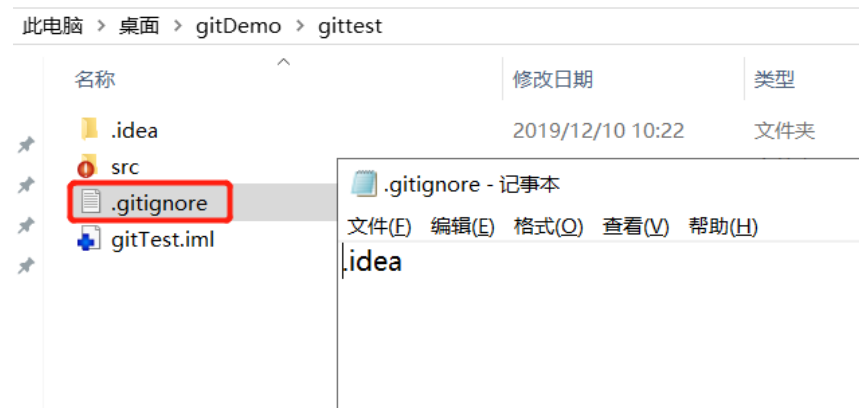 此电脑 > 桌面 > gitDemo > gittest
名称 修改日期 类型
.idea 2019/12/10 10:22 文件夹
src
.gitignore
gitTest.iml
.gitignore - 记事本
文件(F) 编辑(E) 格式(O) 查看(V) 帮助(H)
.idea